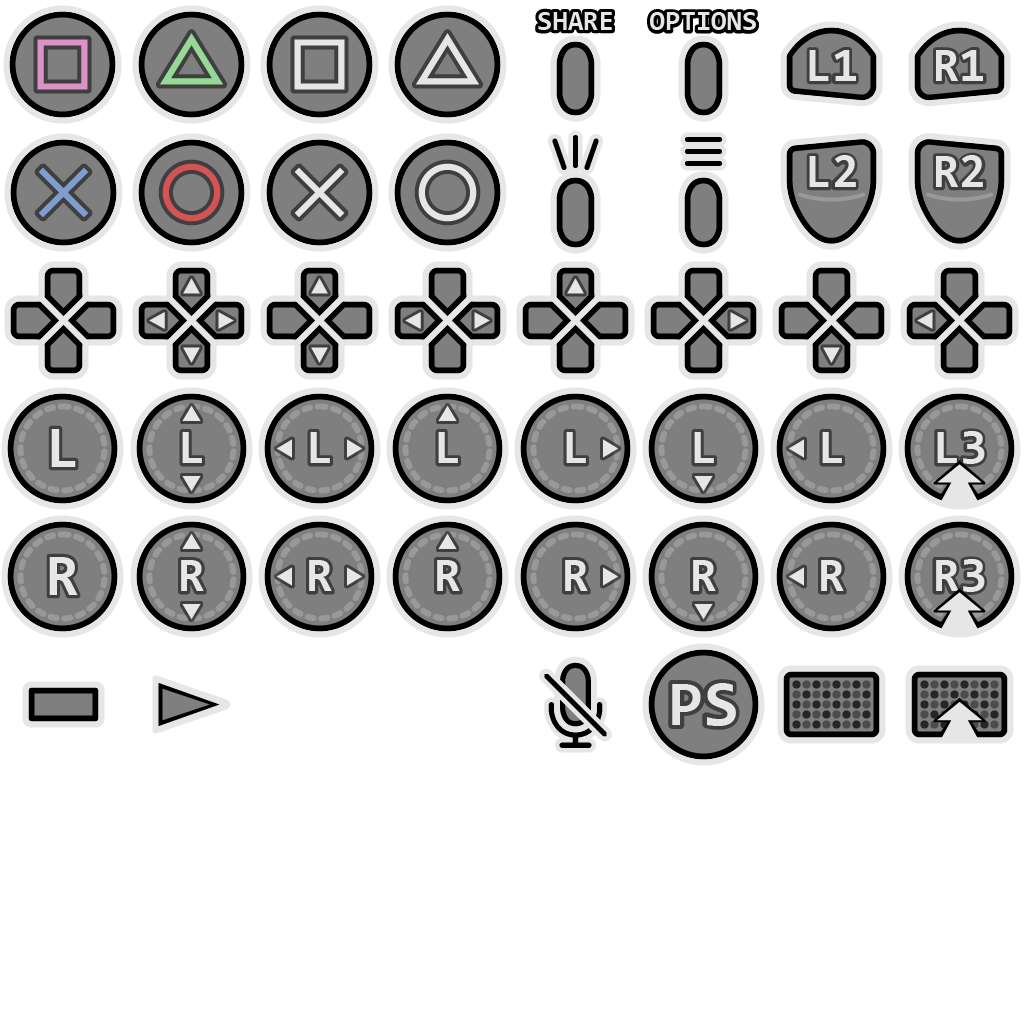 SHARE OPTIONS L1 R1
L2 R2
L L L L L L L L3
R R R R R R R R3
PS